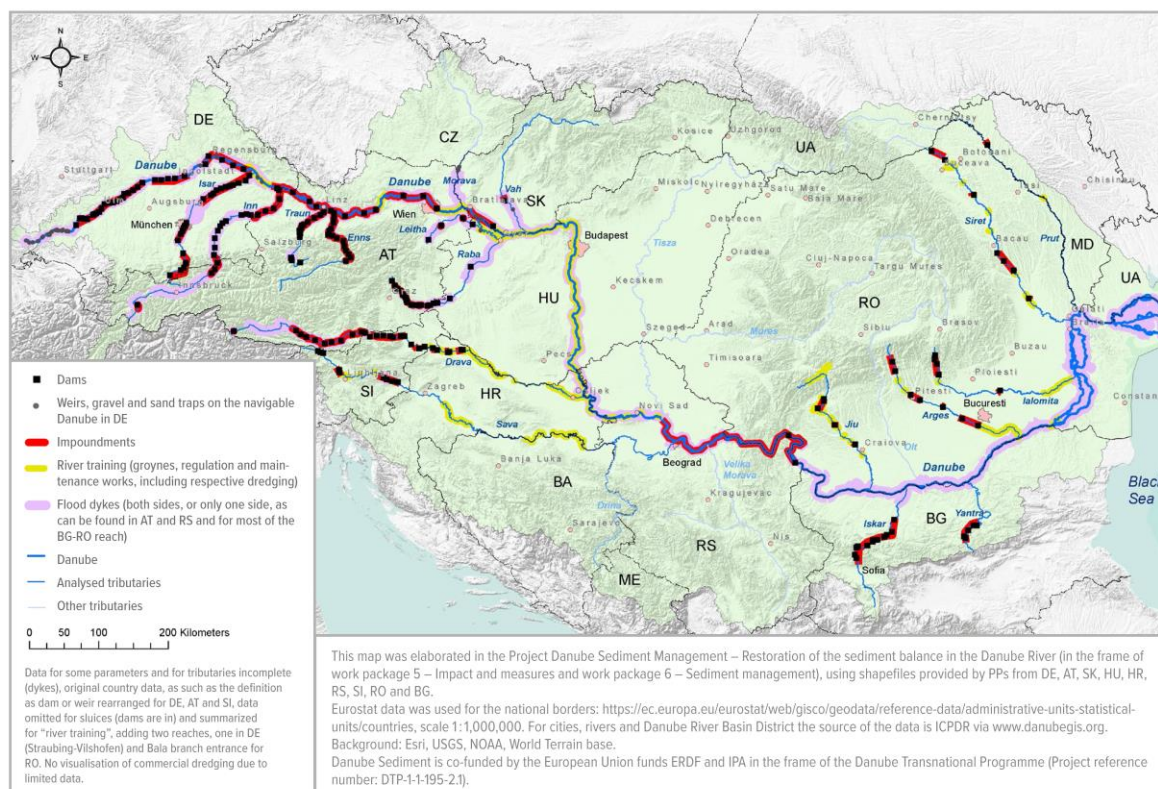 N
W
E
S
DE
Stuttgart
Danube
Regensburg
Isar
Augsburg
München
Inn
Traun
Linz
Enns
Salzburg
Innsbruck
CZ
Morava
Danube
Wien
Bratislava
Leitha
Vah
SK
Raba
AT
Graz
Budapest
HU
Kosice
Uzhgorod
UA
Miskolc
Nyiregyháza
Satu Mare
Baia Mare
Debrecen
Tisza
Oradea
Kecskem
Szeged
Arad
Mures
Timisoara
Cluj-Napoca
Targu Mures
RO
Sibiu
Brasov
Chernivtsy
Botosani
Suceava
Iasi
Chisinau
Siret
Bacau
Prut
MD
UA
Galati
Braila
Buzau
Ploiesti
Pitesti
Bucuresti
Ialomita
Arges
Constan
Jiu
Craiova
Olt
Danube
Black
Sea
Drava
Pecs
Ljubljana
SI
Zagreb
HR
Osijek
Novi Sad
Sava
Banja Luka
BA
Drina
Sarajevo
Beograd
Velika
Morava
Kragujevac
RS
Nis
ME
Iskar
BG
Yantra
Sofia
Dams
Weirs, gravel and sand traps on the navigable
Danube in DE
Impoundments
River training (groynes, regulation and main-
tenance works, including respective dredging)
Flood dykes (both sides, or only one side, as
can be found in AT and RS and for most of the
BG-RO reach)
Danube
Analysed tributaries
Other tributaries
0 50 100 200 Kilometers
Data for some parameters and for tributaries incomplete
(dykes), original country data, as such as the definition
as dam or weir rearranged for DE, AT and SI, data
omitted for sluices (dams are in) and summarized
for “river training”, adding two reaches, one in DE
(Straubing-Vilshofen) and Bala branch entrance for
RO. No visualisation of commercial dredging due to
limited data.
This map was elaborated in the Project Danube Sediment Management – Restoration of the sediment balance in the Danube River (in the frame of
work package 5 – Impact and measures and work package 6 – Sediment management), using shapefiles provided by PPs from DE, AT, SK, HU, HR,
RS, SI, RO and BG.
Eurostat data was used for the national borders: https://ec.europa.eu/eurostat/web/gisco/geodata/reference-data/administrative-units-statistical-
units/countries, scale 1:1,000,000. For cities, rivers and Danube River Basin District the source of the data is ICPDR via www.danubegis.org.
Background: Esri, USGS, NOAA, World Terrain base.
Danube Sediment is co-funded by the European Union funds ERDF and IPA in the frame of the Danube Transnational Programme (Project reference
number: DTP-1-1-195-2.1).